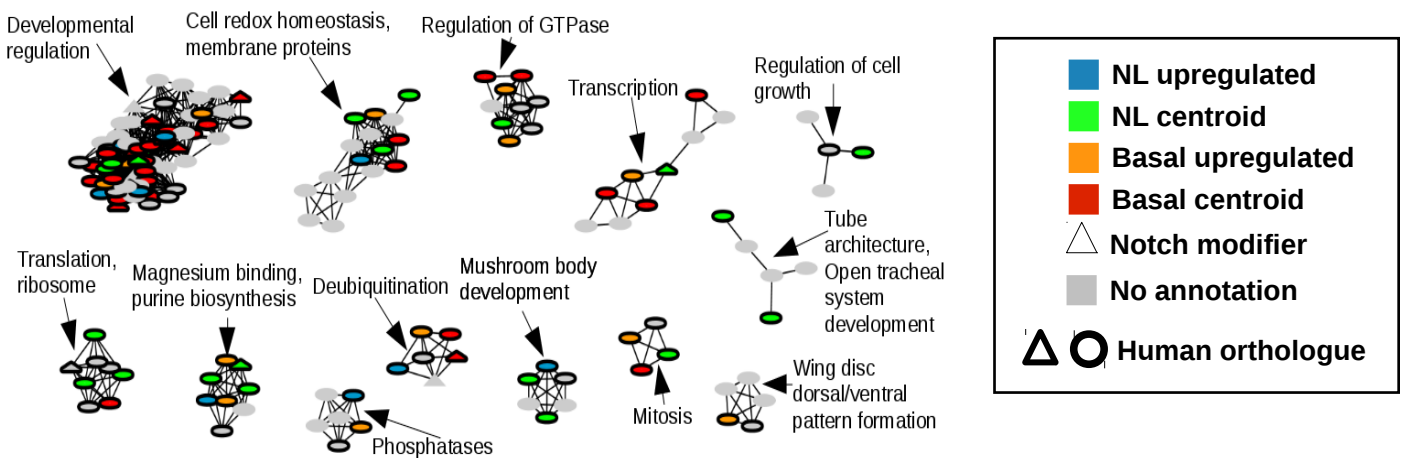 Developmental
regulation
Cell redox homeostasis,
membrane proteins
Regulation of GTPase
Transcription
Regulation of cell
growth
Translation,
ribosome
Magnesium binding,
purine biosynthesis
Deubiquitination
Mushroom body
development
Tube
architecture,
Open tracheal
system
development
Phosphatases
Mitosis
Wing disc
dorsal/ventral
pattern formation
NL upregulated
NL centroid
Basal upregulated
Basal centroid
Notch modifier
No annotation
Human orthologue